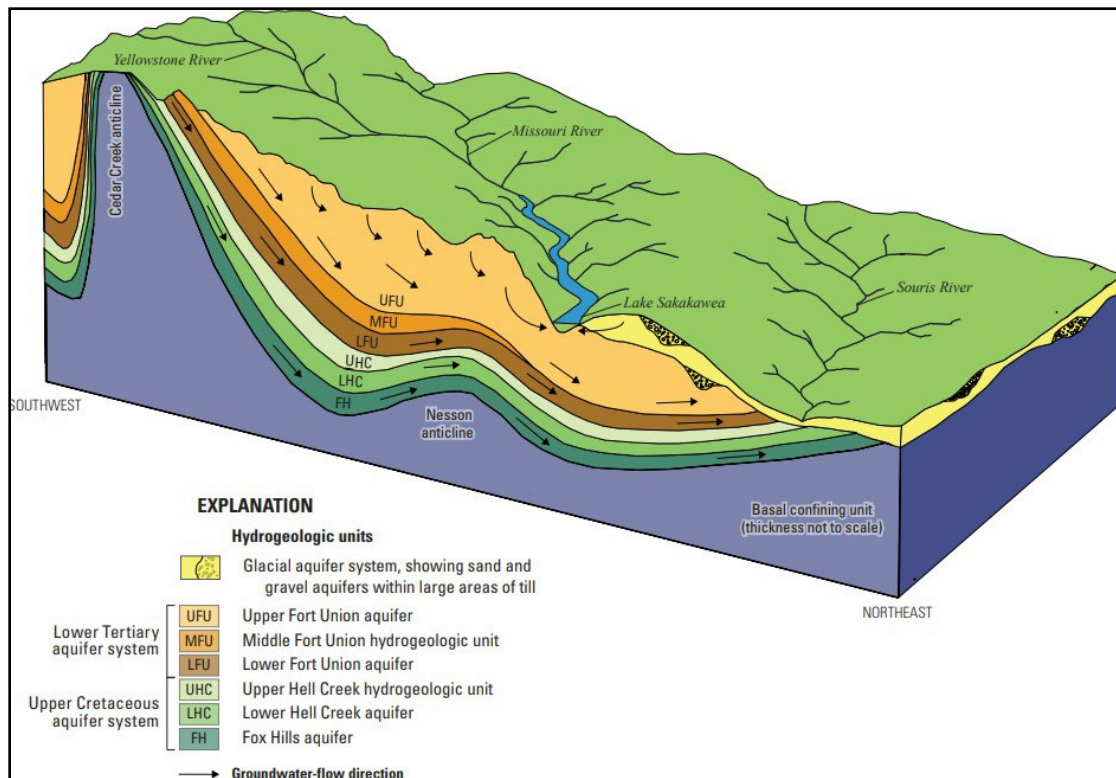 Yellowstone River
Cedar Creek anticline
Missouri River
Lake Sakakawea
Souris River
UFU
MFU
LFU
UHC
LHC
FH
Nesson
anticline
SOUTHWEST
Basal confining unit
(thickness not to scale)
NORTHEAST
EXPLANATION
Hydrogeologic units
Glacial aquifer system, showing sand and
gravel aquifers within large areas of till
Lower Tertiary
aquifer system
UFU Upper Fort Union aquifer
MFU Middle Fort Union hydrogeologic unit
LFU Lower Fort Union aquifer
Upper Cretaceous
aquifer system
UHC Upper Hell Creek hydrogeologic unit
LHC Lower Hell Creek aquifer
FH Fox Hills aquifer
Groundwater-flow direction